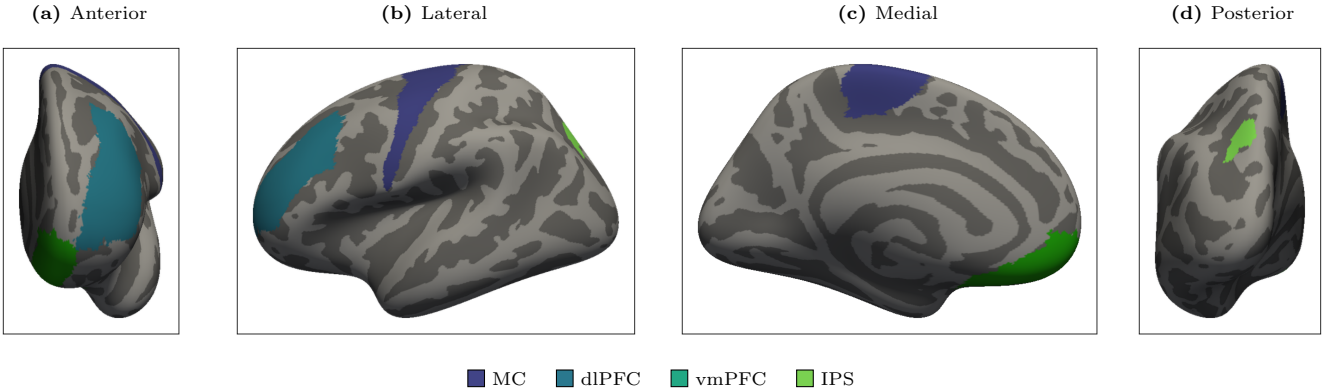 (a) Anterior
(b) Lateral
(c) Medial
(d) Posterior
MC
dlPFC
vmPFC
IPS